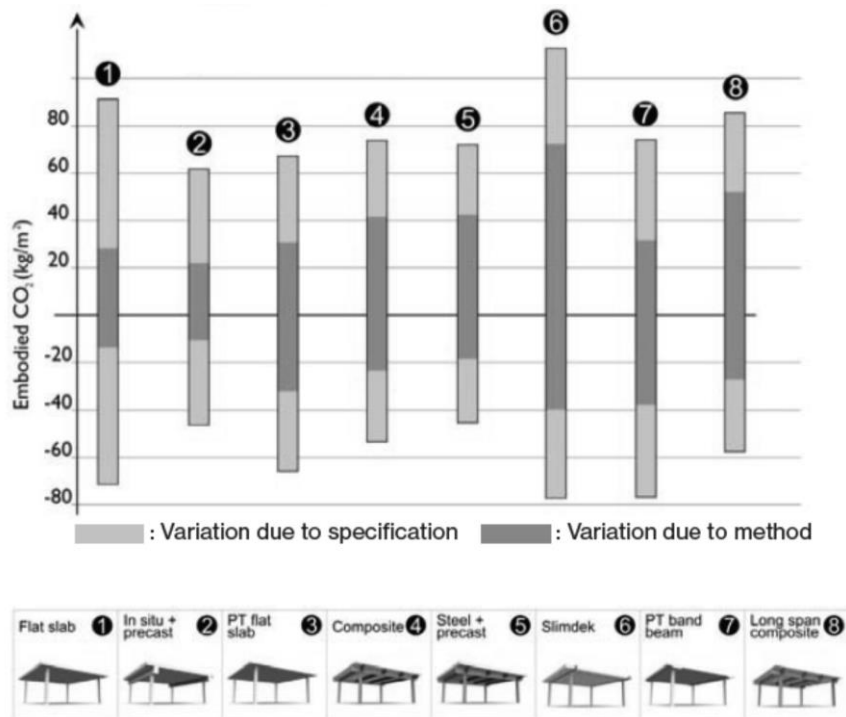 6
1
8
4
5
7
3
2
80
60
40
20
-20
-40
-60
-80
Embodied CO₂ (kg/m²)
: Variation due to specification : Variation due to method
Flat slab 1
In situ +
precast 2
PT flat
slab 3
Composite 4
Steel +
precast 5
Slimdek 6
PT band
beam 7
Long span
composite 8